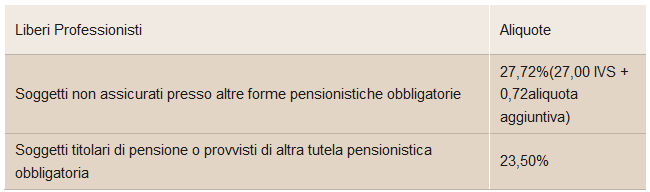 Liberi Professionisti
Aliquote
Soggetti non assicurati presso altre forme pensionistiche obbligatorie
27,72%(27,00 IVS +
0,72aliquota
aggiuntiva)
Soggetti titolari di pensione o provvisti di altra tutela pensionistica
obbligatoria
23,50%